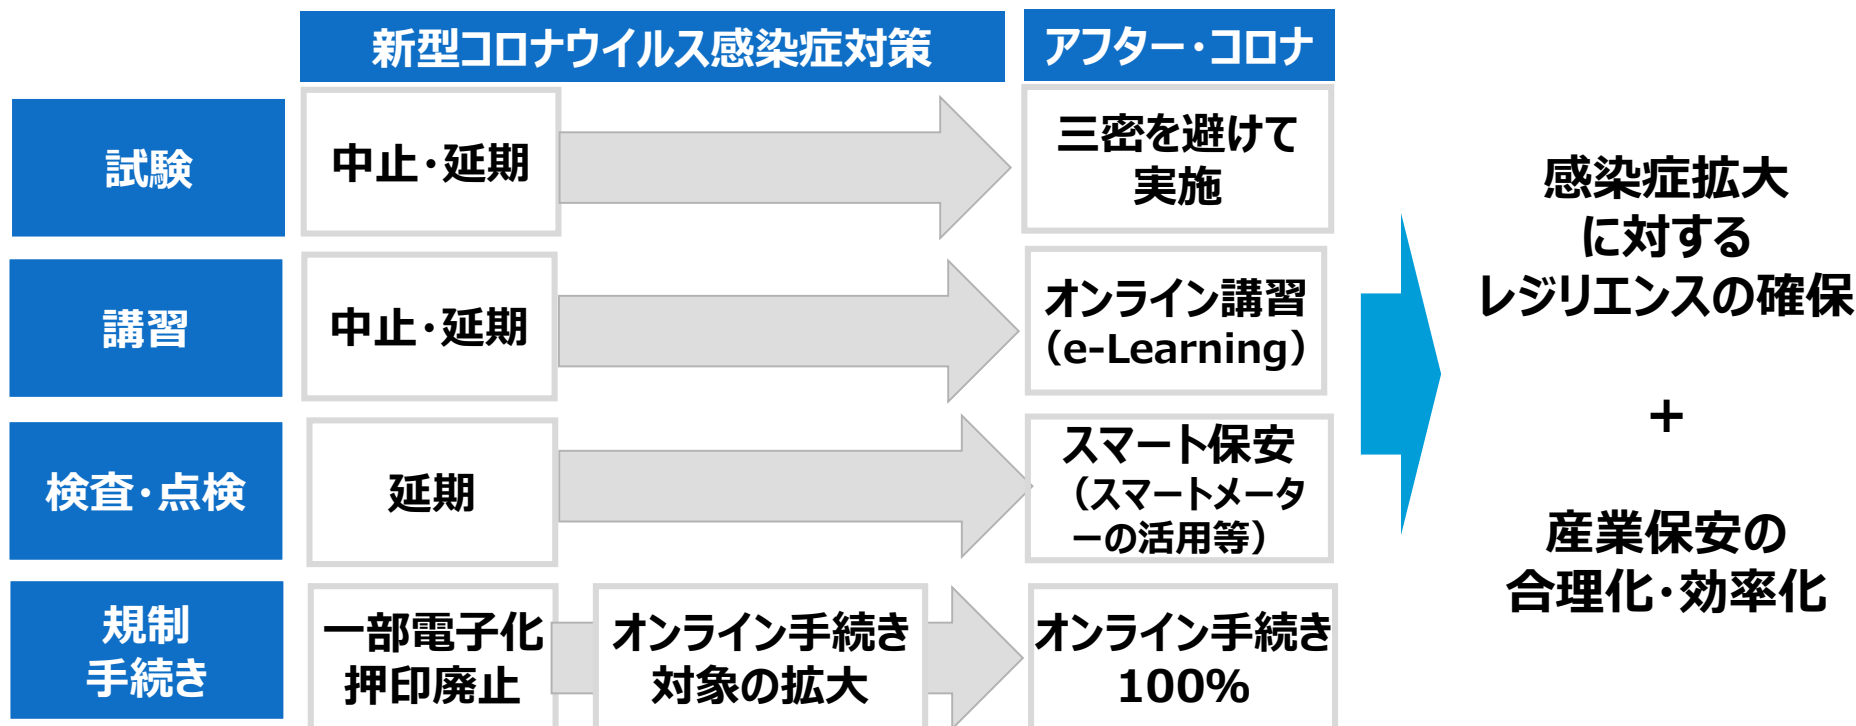 新型コロナウイルス感染症対策
アフター・コロナ
試験
中止・延期
三密を避けて
実施
講習
中止・延期
オンライン講習
（e-Learning）
検査・点検
延期
スマート保安
（スマートメータ
ーの活用等）
規制
手続き
一部電子化
押印廃止
オンライン手続き
対象の拡大
オンライン手続き
100%
感染症拡大
に対する
レジリエンスの確保
+
産業保安の
合理化・効率化